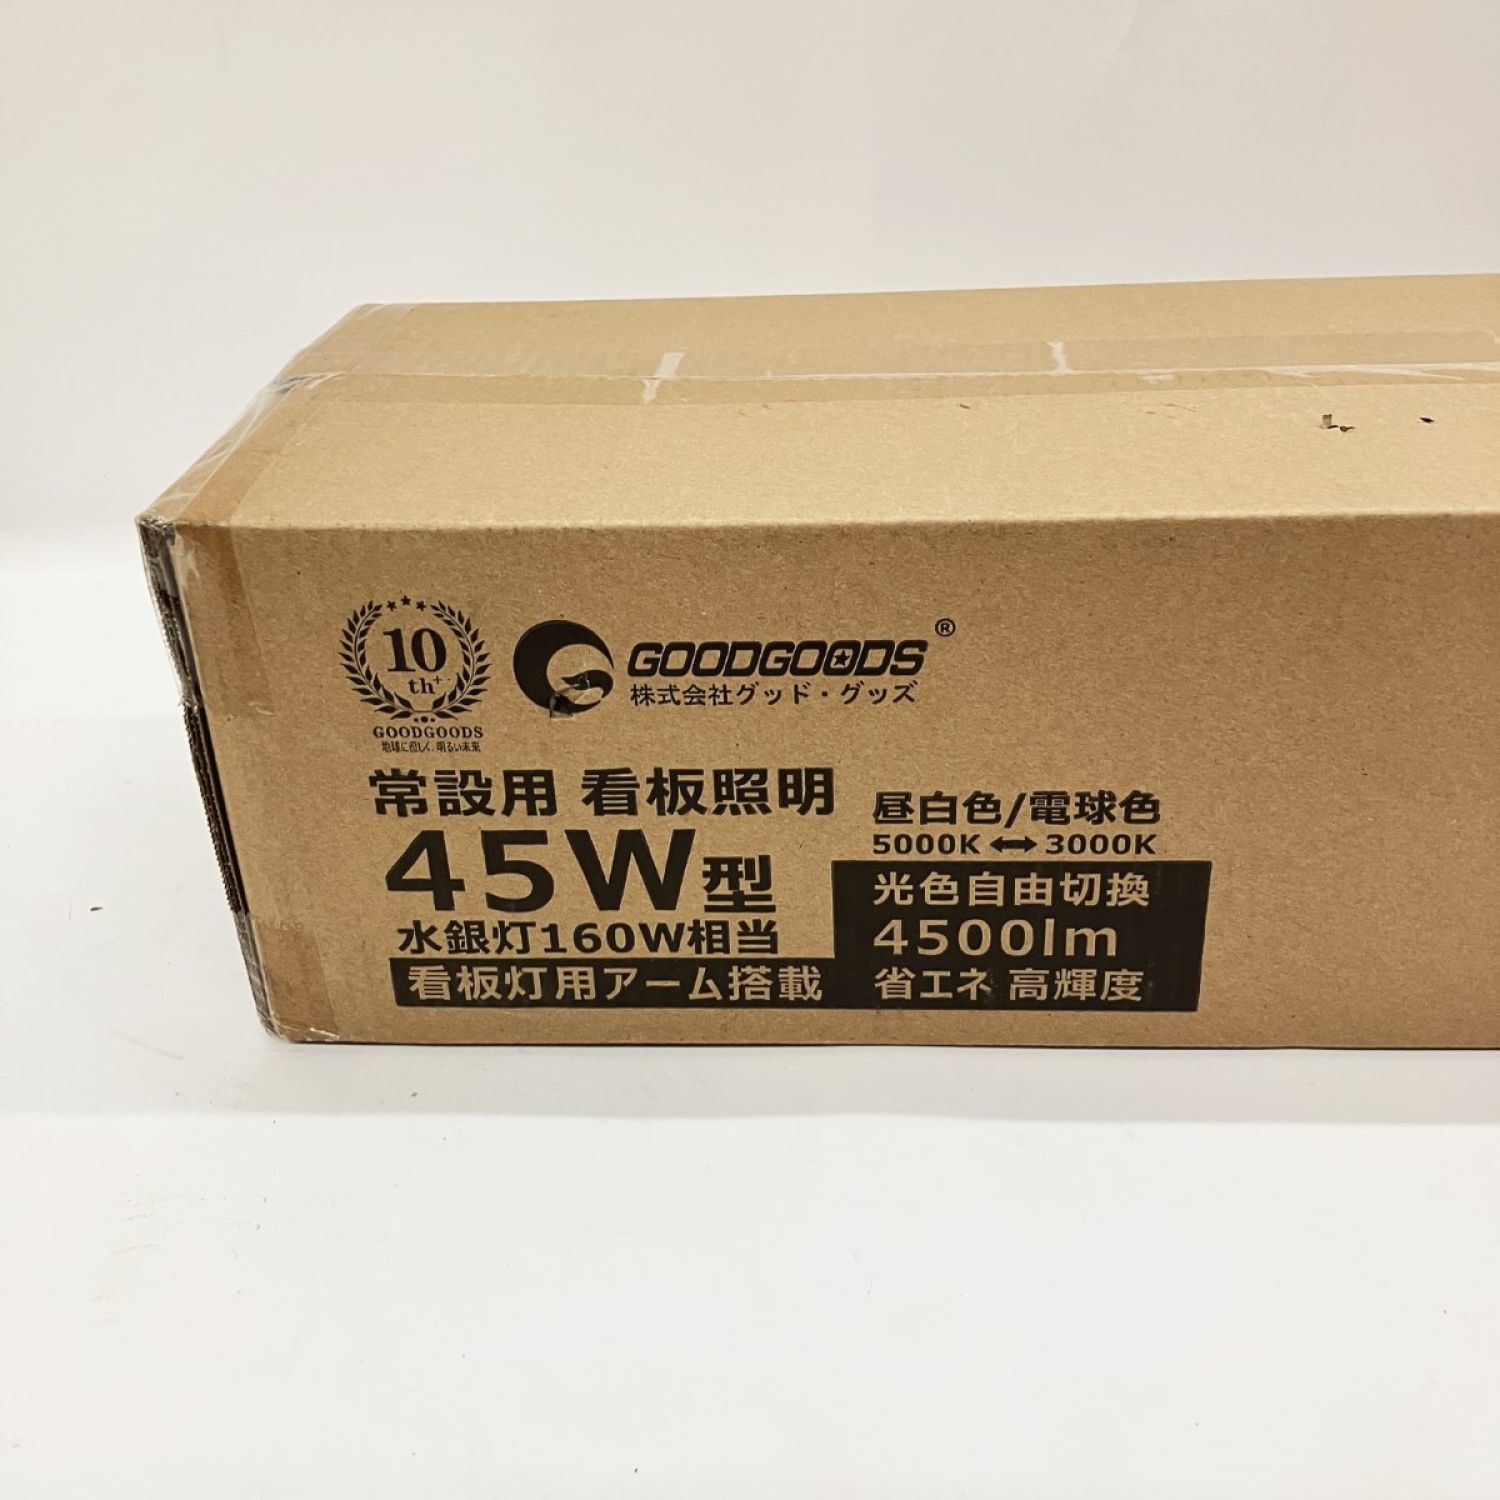 10
th+
GOODGOODS
地球に優しく、明るい未来
GOODGOODS®
株式会社グッド・グッズ
常設用 看板照明
45W型
水銀灯160W相当
看板灯用アーム搭載
昼白色/電球色
5000K ↔ 3000K
光色自由切換
4500lm
省エネ 高輝度